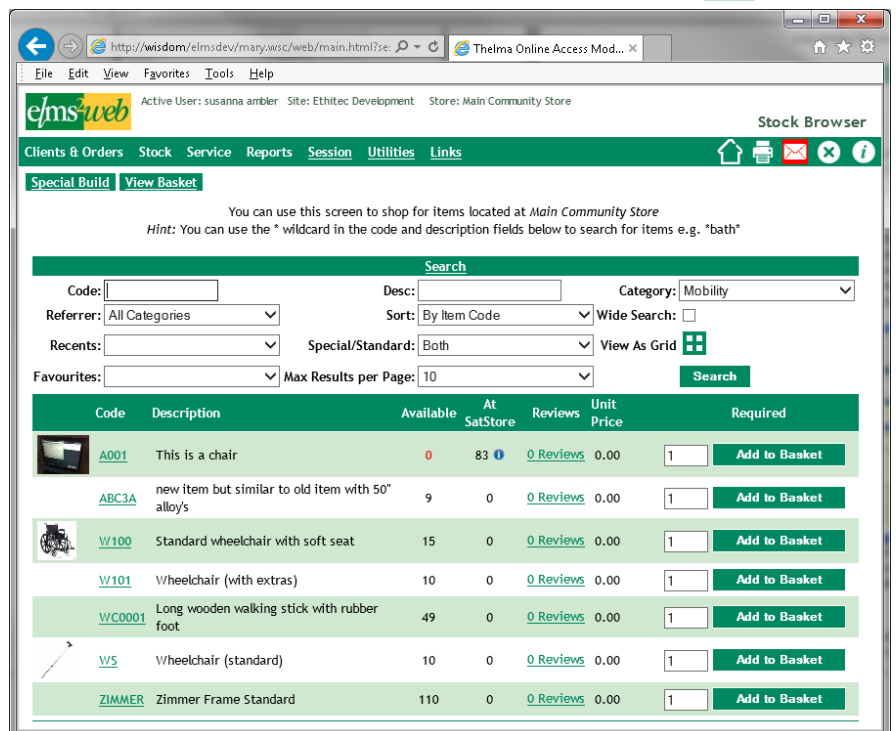 http://wisdom/elmsdev/mary.wsc/web/main.html?se:
Thelma Online Access Mod...
File Edit View Favorites Tools Help
elms2web
Active User: susanna ambler Site: Ethitec Development Store: Main Community Store
Stock Browser
Clients & Orders Stock Service Reports Session Utilities Links
Special Build View Basket
You can use this screen to shop for items located at Main Community Store
Hint: You can use the * wildcard in the code and description fields below to search for items e.g. *bath*
Search
Code: Desc: Category: Mobility
Referrer: All Categories Sort: By Item Code Wide Search:
Recents: Special/Standard: Both View As Grid
Favourites: Max Results per Page: 10 Search
Code Description Available At SatStore Reviews Unit Price Required
A001 This is a chair 0 83 0 Reviews 0.00 1 Add to Basket
ABC3A new item but similar to old item with 50" alloy's 9 0 0 Reviews 0.00 1 Add to Basket
W100 Standard wheelchair with soft seat 15 0 0 Reviews 0.00 1 Add to Basket
W101 Wheelchair (with extras) 10 0 0 Reviews 0.00 1 Add to Basket
WC0001 Long wooden walking stick with rubber foot 49 0 0 Reviews 0.00 1 Add to Basket
WS Wheelchair (standard) 10 0 0 Reviews 0.00 1 Add to Basket
ZIMMER Zimmer Frame Standard 110 0 0 Reviews 0.00 1 Add to Basket